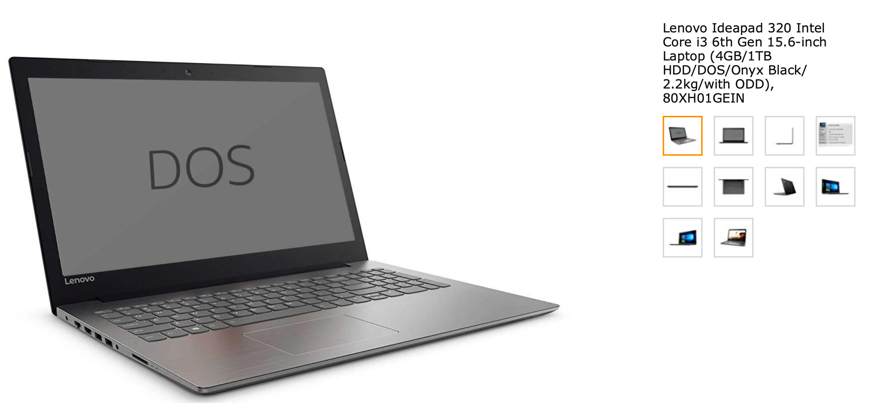 DOS
Lenovo
Lenovo Ideapad 320 Intel
Core i3 6th Gen 15.6-inch
Laptop (4GB/1TB
HDD/DOS/Onyx Black/
2.2kg/with ODD),
80XH01GEIN